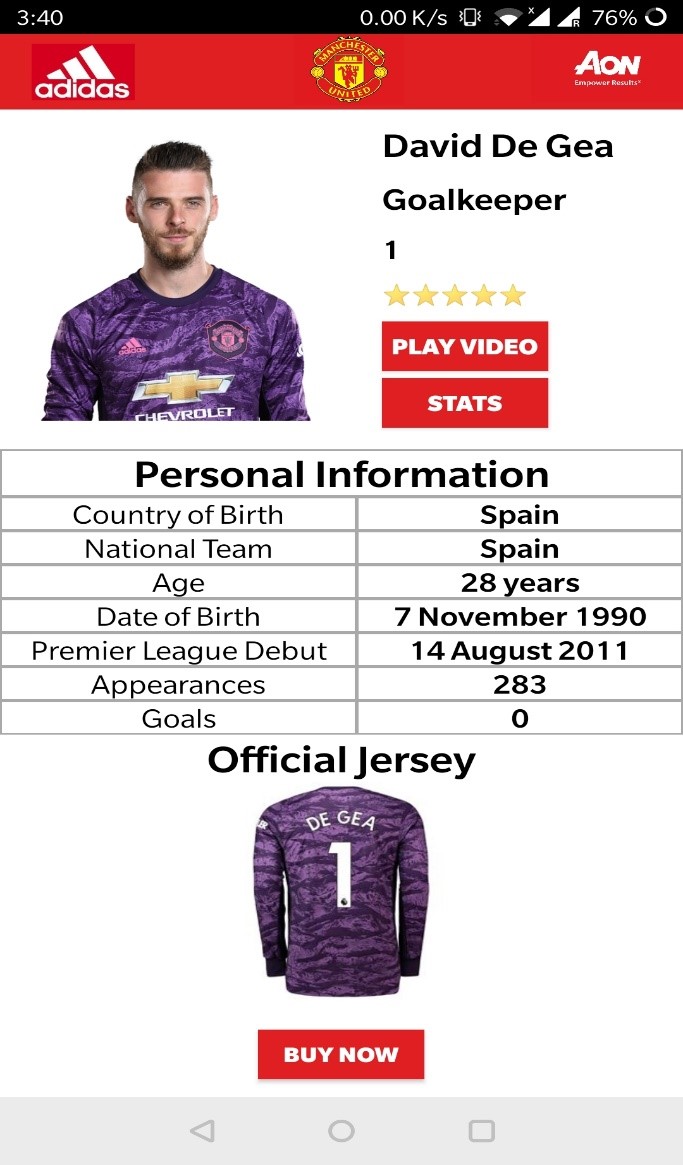 3:40
0.00 K/s
76%
adidas
MANCHESTER
UNITED
AON
Empower Results®
David De Gea
Goalkeeper
1
adidas
CHEVROLET
PLAY VIDEO
STATS
Personal Information
Country of Birth Spain
National Team Spain
Age 28 years
Date of Birth 7 November 1990
Premier League Debut 14 August 2011
Appearances 283
Goals 0
Official Jersey
DE GEA
1
BUY NOW